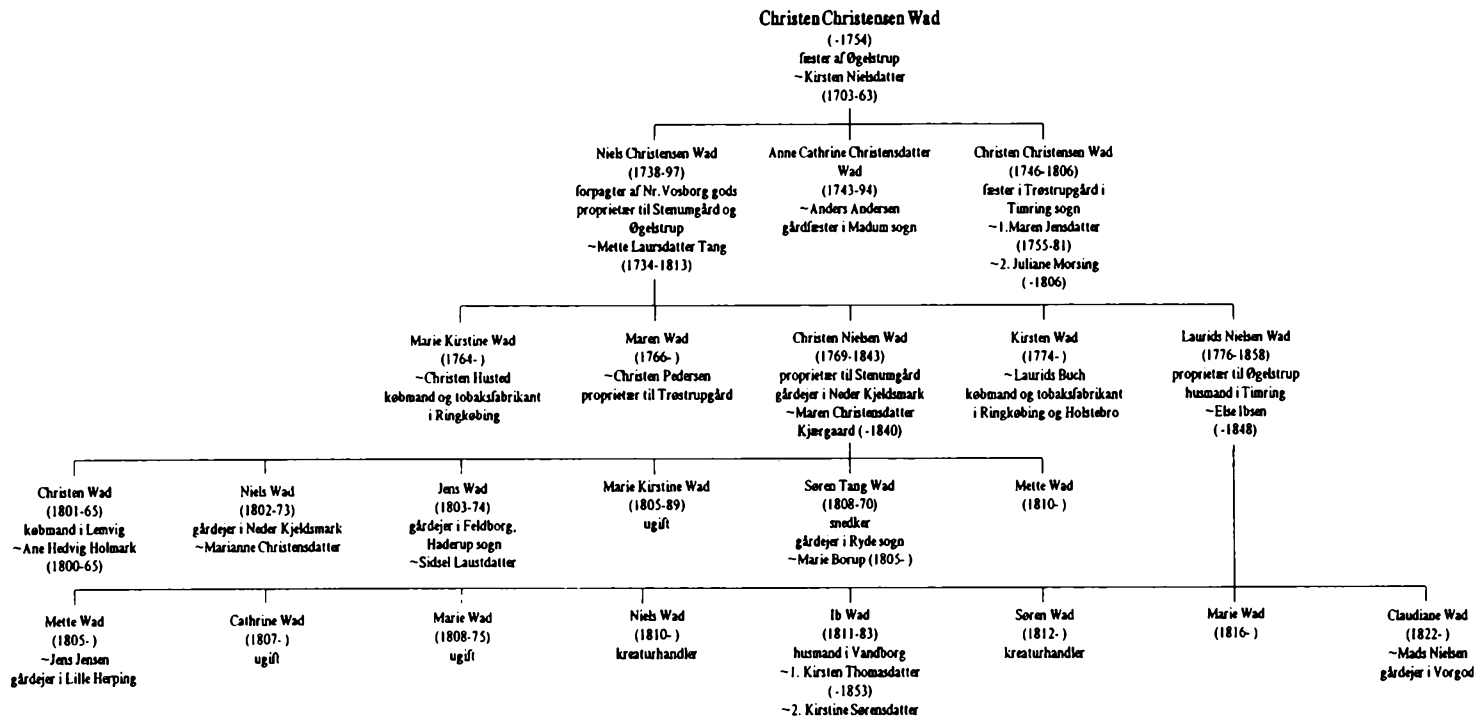 Christen Christensen Wad
( -1754)
fæster af Øgelstrup
~Kirsten Nielsdatter
(1703-63)
Niels Christensen Wad
(1738-97)
forpagter af Nr. Vosborg gods
proprietær til Stenumgård og
Øgelstrup
~Mette Laursdatter Tang
(1734-1813)
Anne Cathrine Christensdatter
Wad
(1743-94)
~Anders Andersen
gårdfæster i Madum sogn
Christen Christensen Wad
(1746-1806)
fæster i Trøstrupgård i
Timring sogn
~1.Maren Jensdatter
(1755-81)
~2. Juliane Morsing
( -1806)
Marie Kirstine Wad
(1764- )
~Christen Husted
købmand og tobaksfabrikant
i Ringkøbing
Maren Wad
(1766- )
~Christen Pedersen
proprietær til Trøstrupgård
Christen Nielsen Wad
(1769-1843)
proprietær til Stenumgård
gårdejer i Neder Kjeldsmark
~Maren Christensdatter
Kjærgaard ( -1840)
Kirsten Wad
(1774- )
~Laurids Buch
købmand og tobaksfabrikant
i Ringkøbing og Holstebro
Laurids Nielsen Wad
(1776-1858)
proprietær til Øgelstrup
husmand i Timring
~Else Ibsen
( -1848)
Christen Wad
(1801-65)
købmand i Lemvig
~Ane Hedvig Holmark
(1800-65)
Niels Wad
(1802-73)
gårdejer i Neder Kjeldsmark
~Marianne Christensdatter
Jens Wad
(1803-74)
gårdejer i Feldborg,
Haderup sogn
~Sidsel Laustdatter
Marie Kirstine Wad
(1805-89)
ugift
Søren Tang Wad
(1808-70)
snedker
gårdejer i Ryde sogn
~Marie Borup (1805- )
Mette Wad
(1810- )
Mette Wad
(1805- )
~Jens Jensen
gårdejer i Lille Herping
Cathrine Wad
(1807- )
ugift
Marie Wad
(1808-75)
ugift
Niels Wad
(1810- )
kreaturhandler
Ib Wad
(1811-83)
husmand i Vandborg
~1. Kirsten Thomasdatter
( -1853)
~2. Kirstine Sørensdatter
Søren Wad
(1812- )
kreaturhandler
Marie Wad
(1816- )
Claudiane Wad
(1822- )
~Mads Nielsen
gårdejer i Vorgod